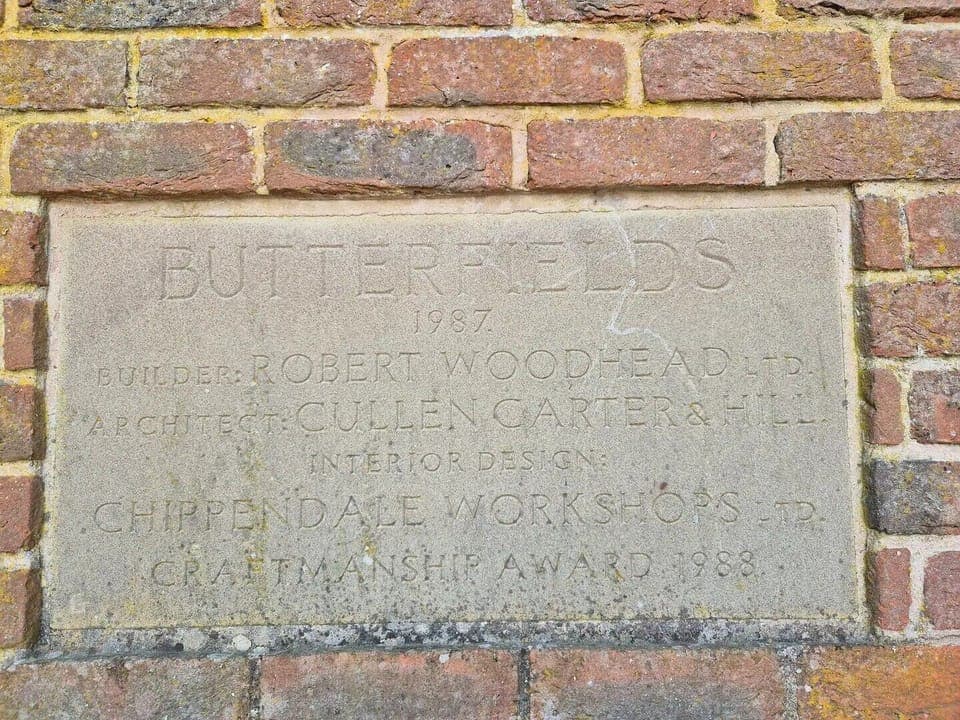 BUTTERFIELDS
1987.
BUILDER: ROBERT WOODHEAD LTD.
ARCHITECT: CULLEN CARTER & HILL.
INTERIOR DESIGN:
CHIPPENDALE WORKSHOPS LTD.
CRAFTMANSHIP AWARD 1988